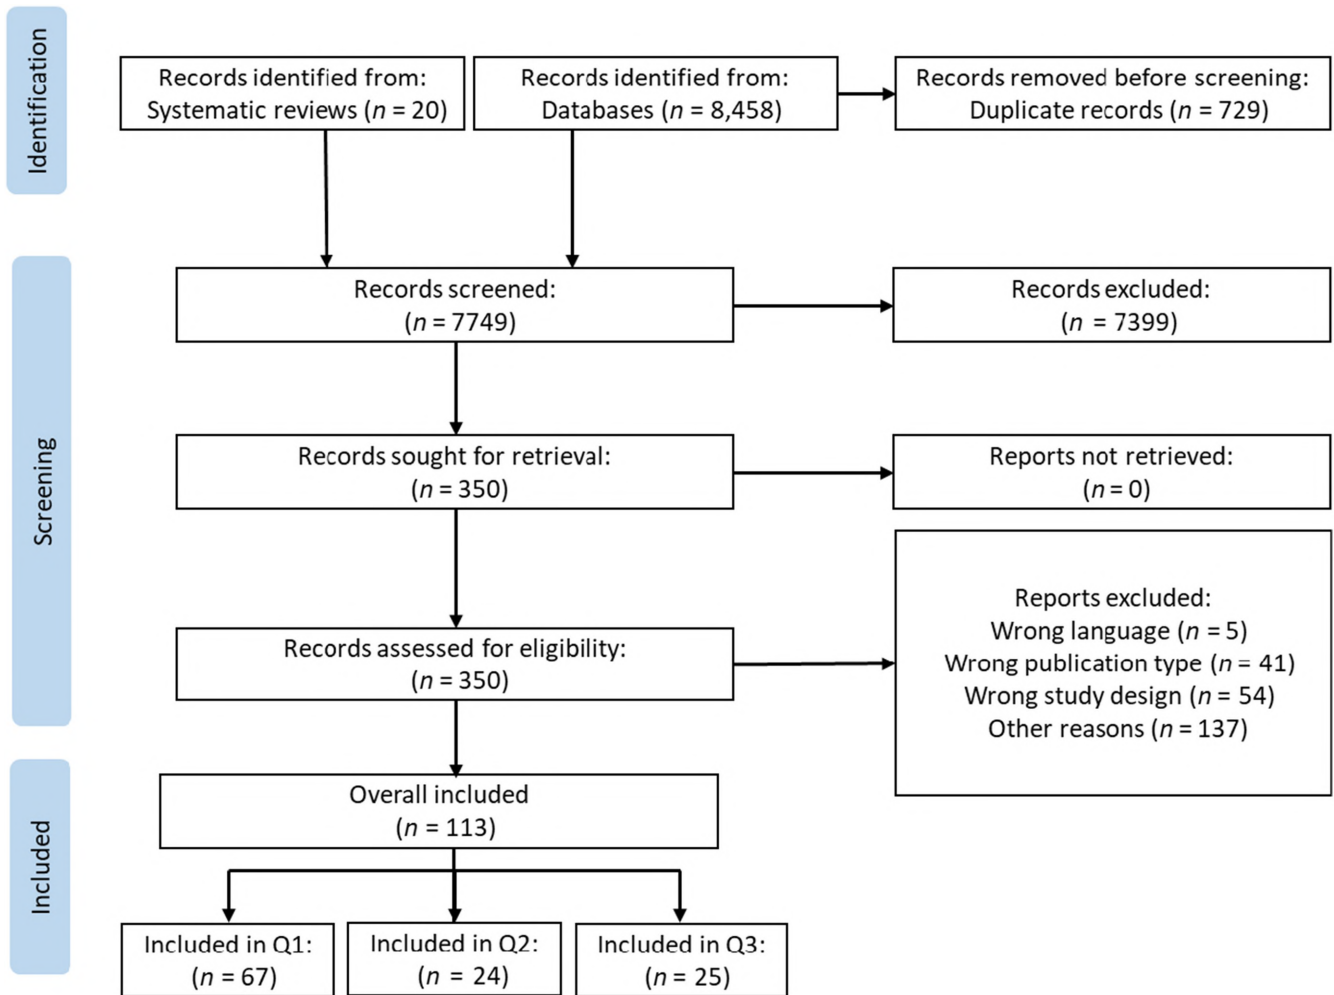 Identification
Records identified from:
Systematic reviews (n = 20)
Records identified from:
Databases (n = 8,458)
Records removed before screening:
Duplicate records (n = 729)
Screening
Records screened:
(n = 7749)
Records excluded:
(n = 7399)
Records sought for retrieval:
(n = 350)
Reports not retrieved:
(n = 0)
Records assessed for eligibility:
(n = 350)
Reports excluded:
Wrong language (n = 5)
Wrong publication type (n = 41)
Wrong study design (n = 54)
Other reasons (n = 137)
Included
Overall included
(n = 113)
Included in Q1:
(n = 67)
Included in Q2:
(n = 24)
Included in Q3:
(n = 25)